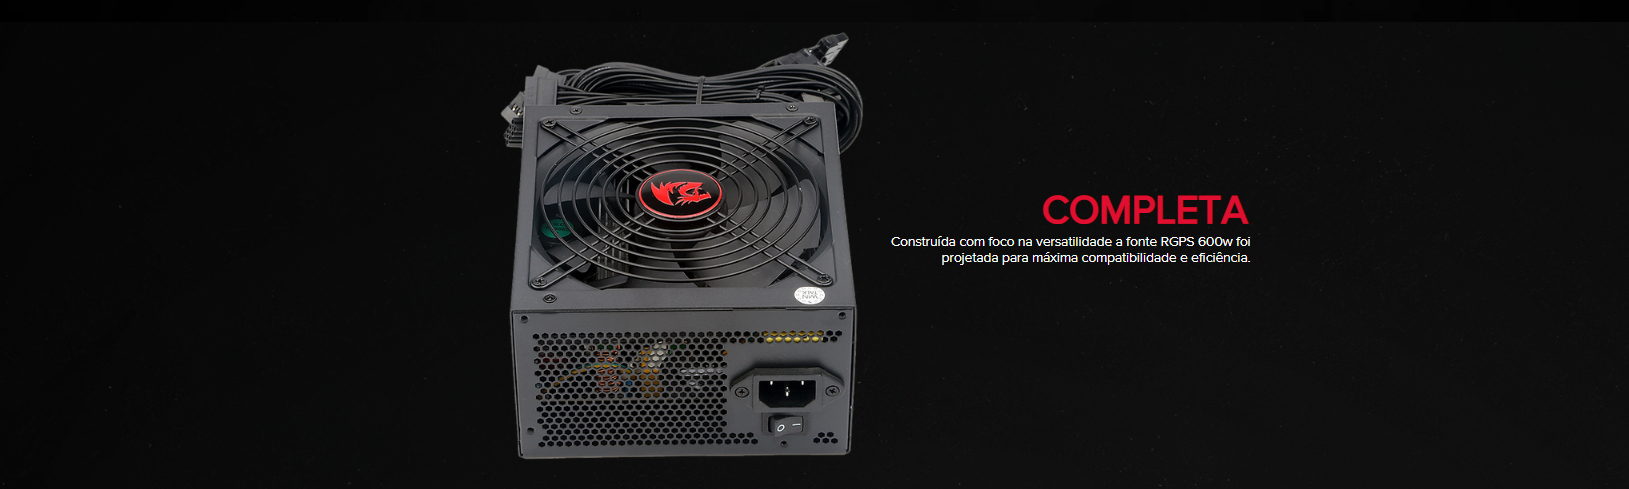 COMPLETA
Construída com foco na versatilidade a fonte RGPS 600w foi
projetada para máxima compatibilidade e eficiência.